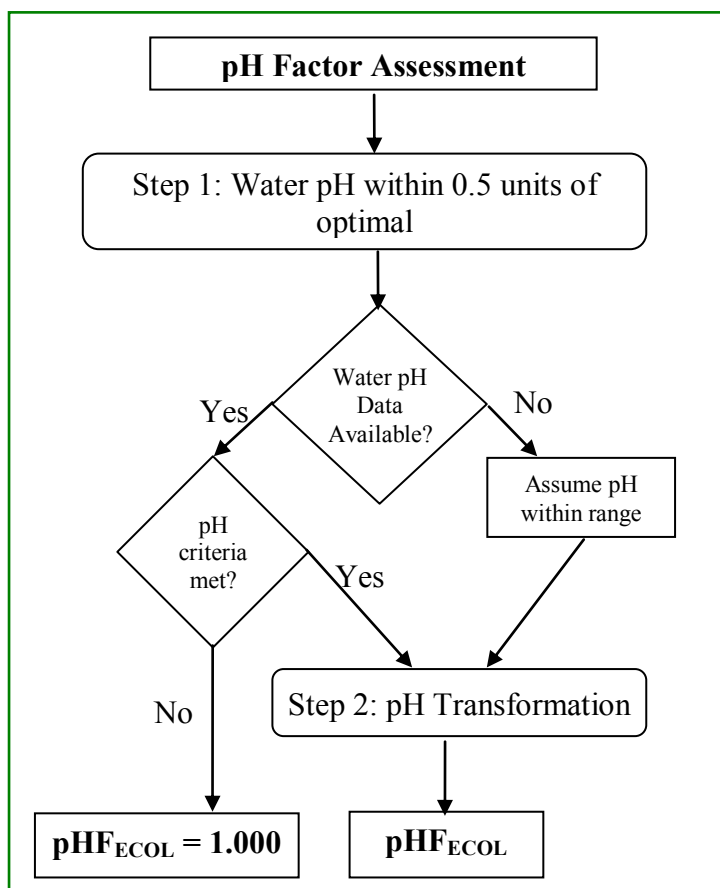 pH Factor Assessment
Step 1: Water pH within 0.5 units of
optimal
Water pH
Data
Available?
Yes
No
Assume pH
within range
pH
criteria
met?
Yes
No
Step 2: pH Transformation
pHF_ECOL = 1.000
pHF_ECOL